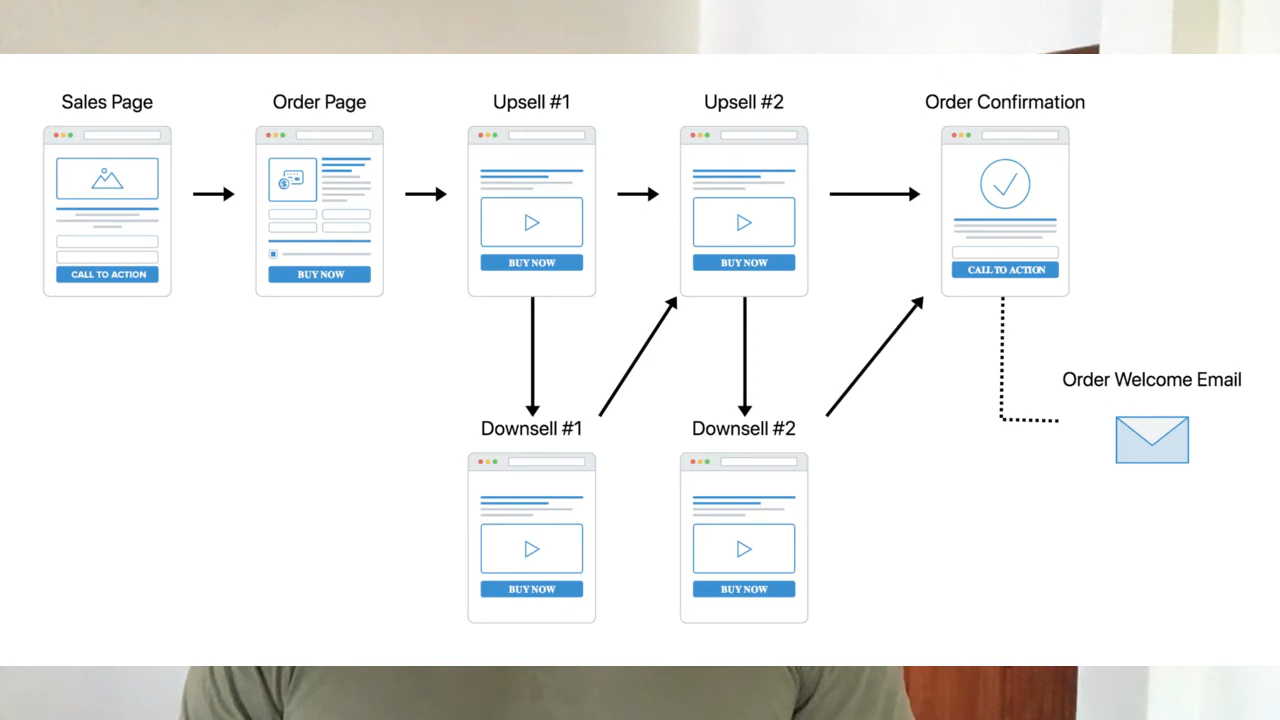 Sales Page
Order Page
Upsell #1
Upsell #2
Order Confirmation
CALL TO ACTION
BUY NOW
BUY NOW
BUY NOW
CALL TO ACTION
Order Welcome Email
Downsell #1
Downsell #2
BUY NOW
BUY NOW